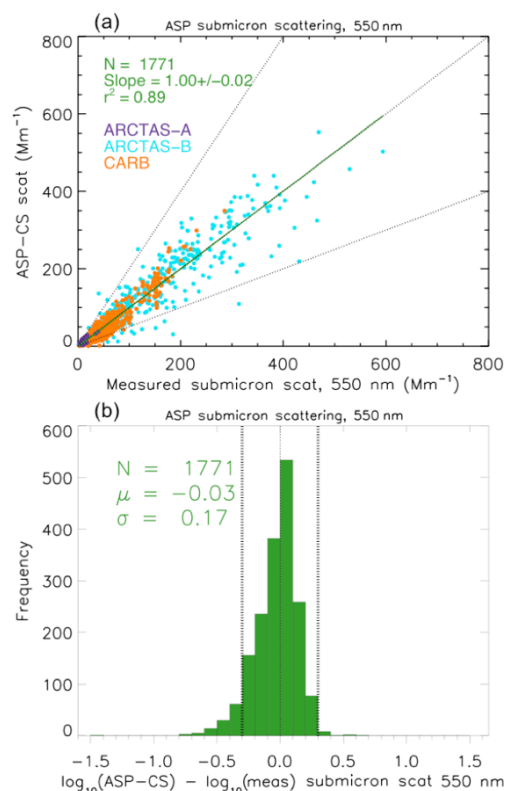 (a) ASP submicron scattering, 550 nm
800
600
400
200
0
ASP-CS scat (Mm⁻¹)
N = 1771
Slope = 1.00+/-0.02
r² = 0.89
ARCTAS-A
ARCTAS-B
CARB
0 200 400 600 800
Measured submicron scat, 550 nm (Mm⁻¹)
(b) ASP submicron scattering, 550 nm
600
500
400
300
200
100
0
Frequency
N = 1771
μ = -0.03
σ = 0.17
-1.5 -1.0 -0.5 0.0 0.5 1.0 1.5
log₁₀(ASP-CS) - log₁₀(meas) submicron scat 550 nm